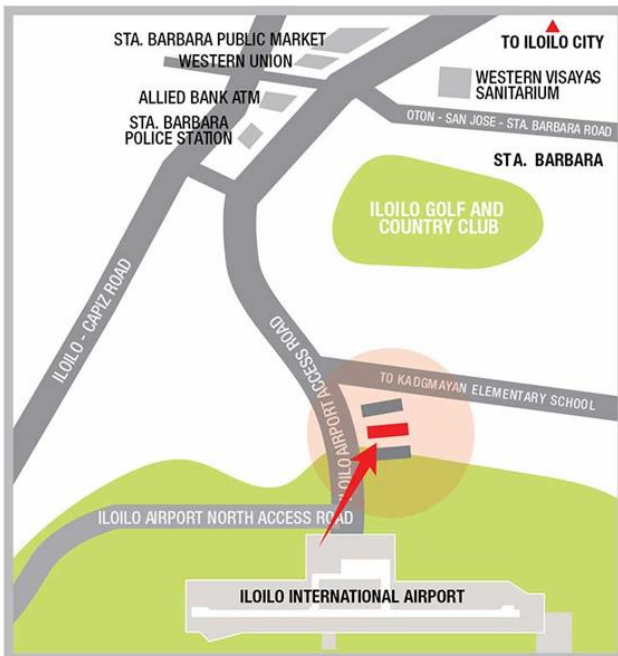 STA. BARBARA PUBLIC MARKET
WESTERN UNION
TO ILOILO CITY
WESTERN VISAYAS
SANITARIUM
ALLIED BANK ATM
STA. BARBARA
POLICE STATION
OTON - SAN JOSE - STA. BARBARA ROAD
STA. BARBARA
ILOILO GOLF AND
COUNTRY CLUB
ILOILO - CAPIZ ROAD
ILOILO AIRPORT ACCESS ROAD
TO KADGMAYAN ELEMENTARY SCHOOL
ILOILO AIRPORT NORTH ACCESS ROAD
ILOILO INTERNATIONAL AIRPORT